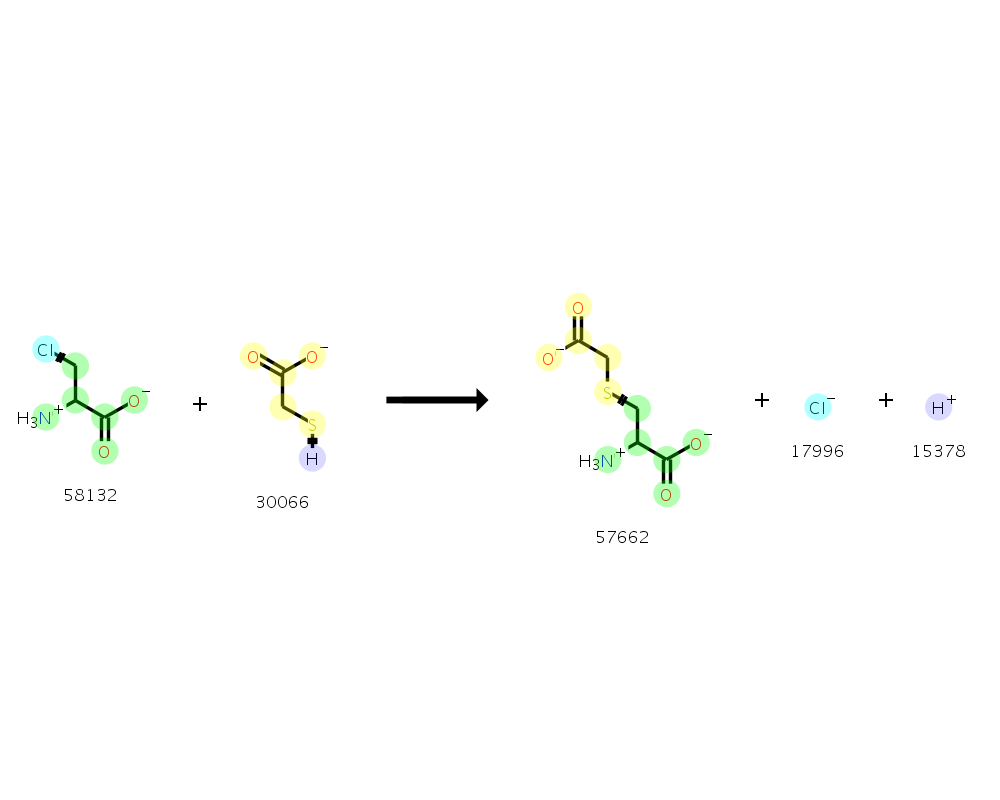 Cl
H3N+
O−
O
58132
+
O
O−
S
H
30066
O
O−
S
H3N+
O−
O
57662
+
Cl−
17996
+
H+
15378